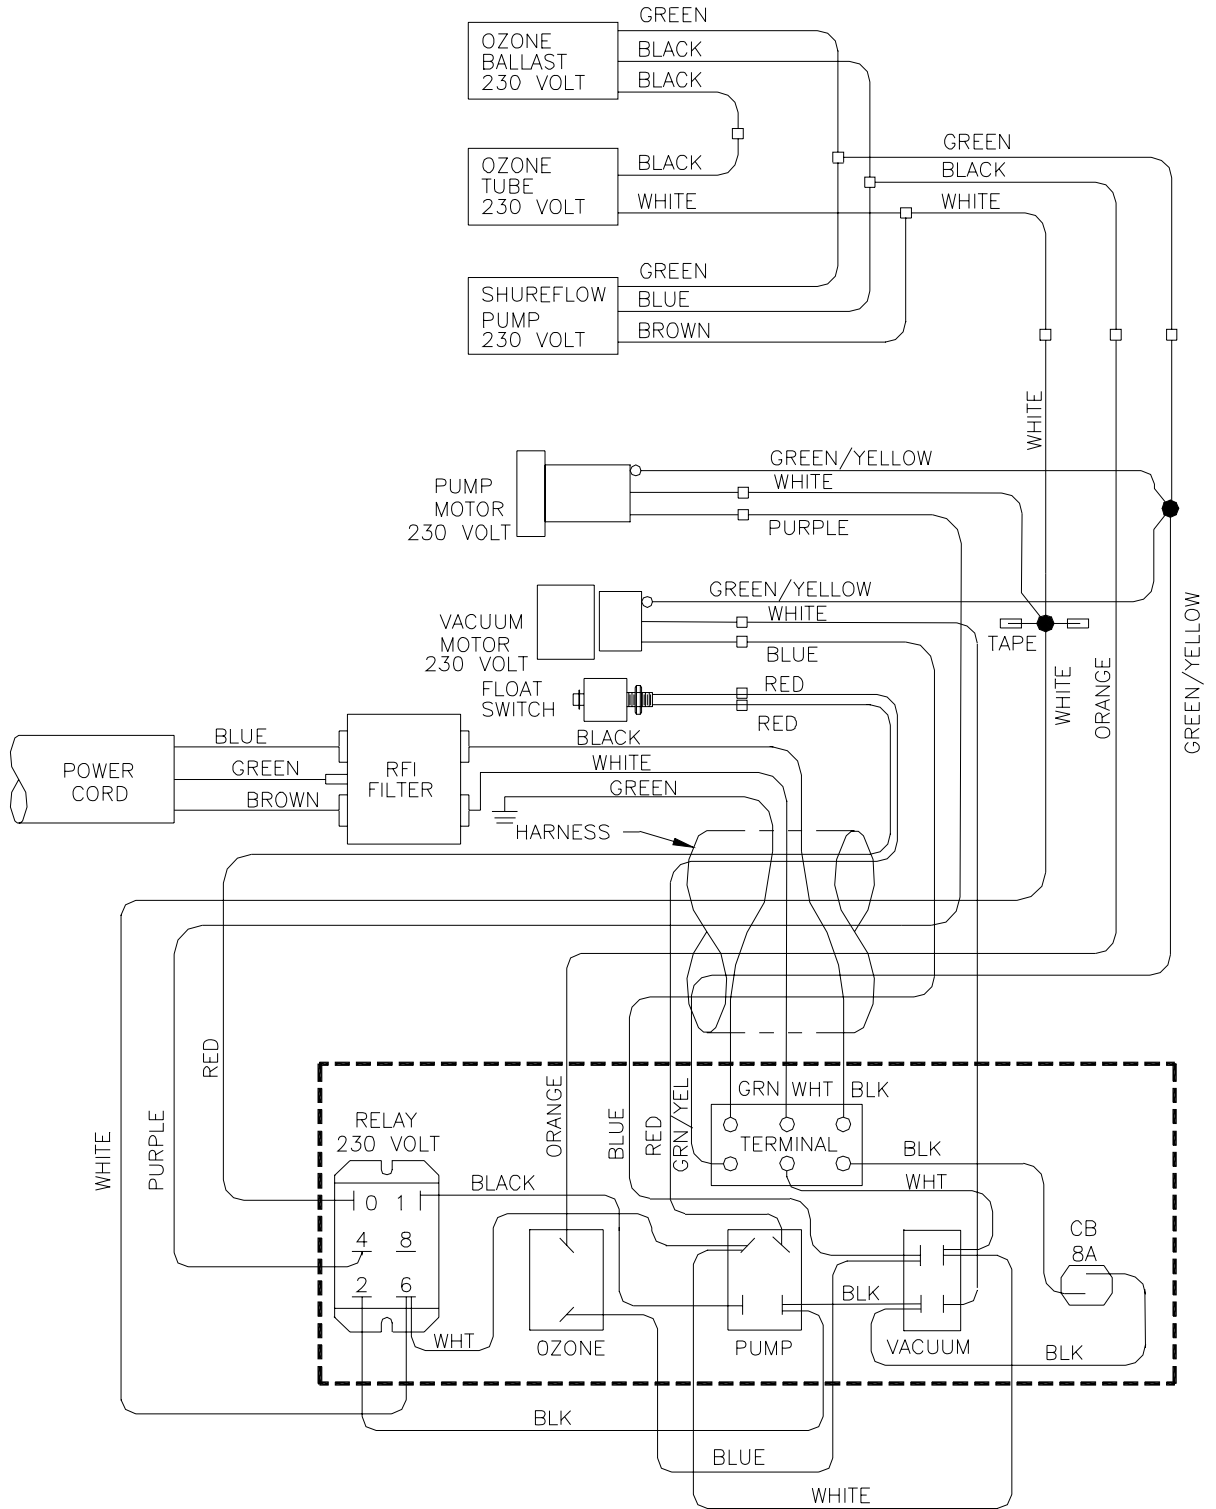 GREEN
OZONE
BALLAST
230 VOLT
BLACK
BLACK
OZONE
TUBE
230 VOLT
BLACK
WHITE
GREEN
BLACK
WHITE
SHUREFLOW
PUMP
230 VOLT
GREEN
BLUE
BROWN
WHITE
PUMP
MOTOR
230 VOLT
GREEN/YELLOW
WHITE
PURPLE
VACUUM
MOTOR
230 VOLT
GREEN/YELLOW
WHITE
BLUE
TAPE
WHITE
ORANGE
GREEN/YELLOW
FLOAT
SWITCH
RED
RED
POWER
CORD
BLUE
GREEN
BROWN
RFI
FILTER
BLACK
WHITE
GREEN
HARNESS
RED
PURPLE
WHITE
ORANGE
BLUE
RED
GRN/YEL
GRN WHT BLK
TERMINAL
RELAY
230 VOLT
0 1
4 8
2 6
BLACK
WHT
OZONE
PUMP
BLK
VACUUM
BLK
WHT
CB
8A
BLK
BLK
BLUE
WHITE